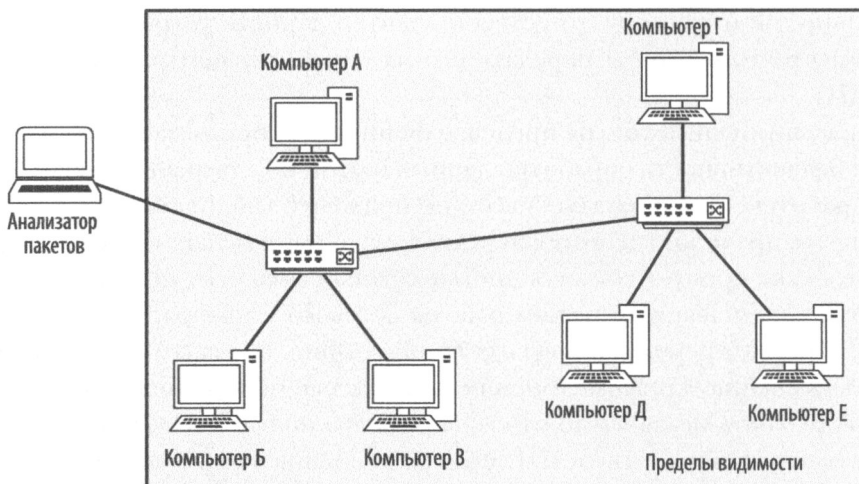 Компьютер А
Компьютер Г
Анализатор
пакетов
Компьютер Б
Компьютер В
Компьютер Д
Компьютер Е
Пределы видимости